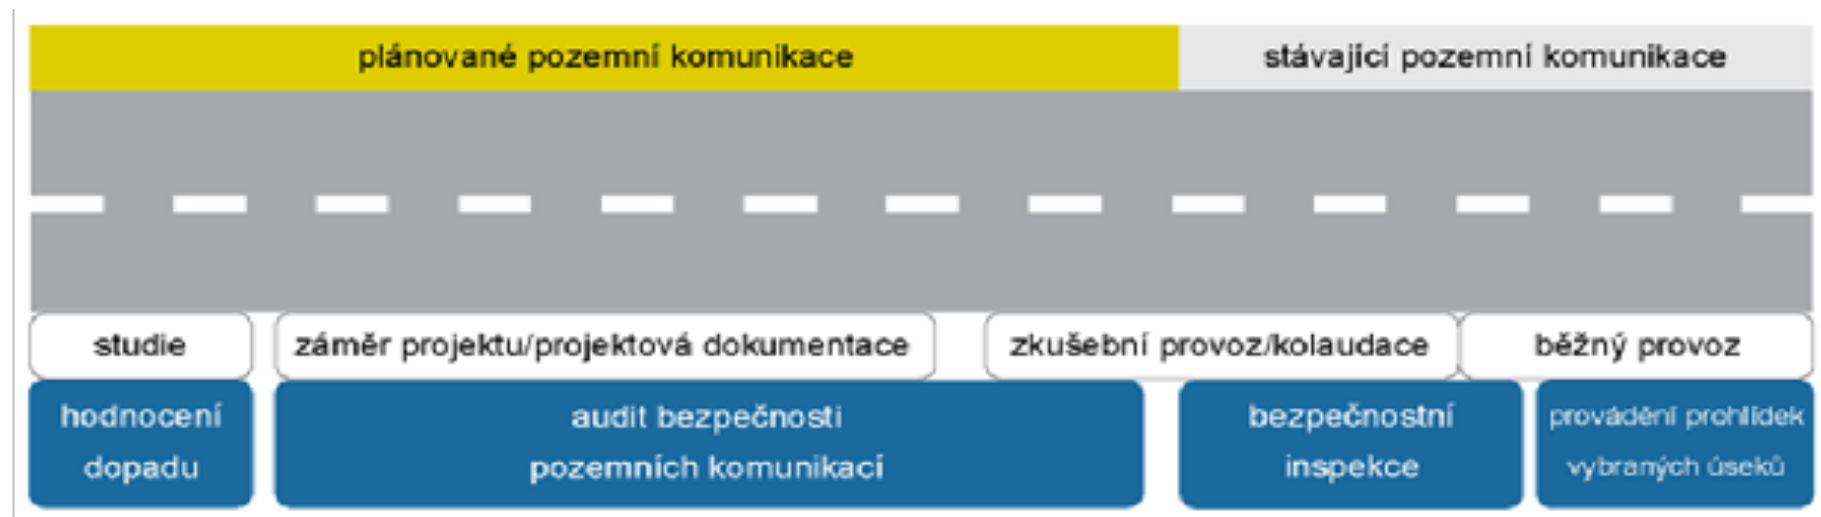 plánované pozemní komunikace
stávající pozemní komunikace
studie
záměr projektu/projektová dokumentace
zkušební provoz/kolaudace
běžný provoz
hodnocení
dopadu
audit bezpečnosti
pozemních komunikací
bezpečnostní
inspekce
provádění prohlídek
vybraných úseků